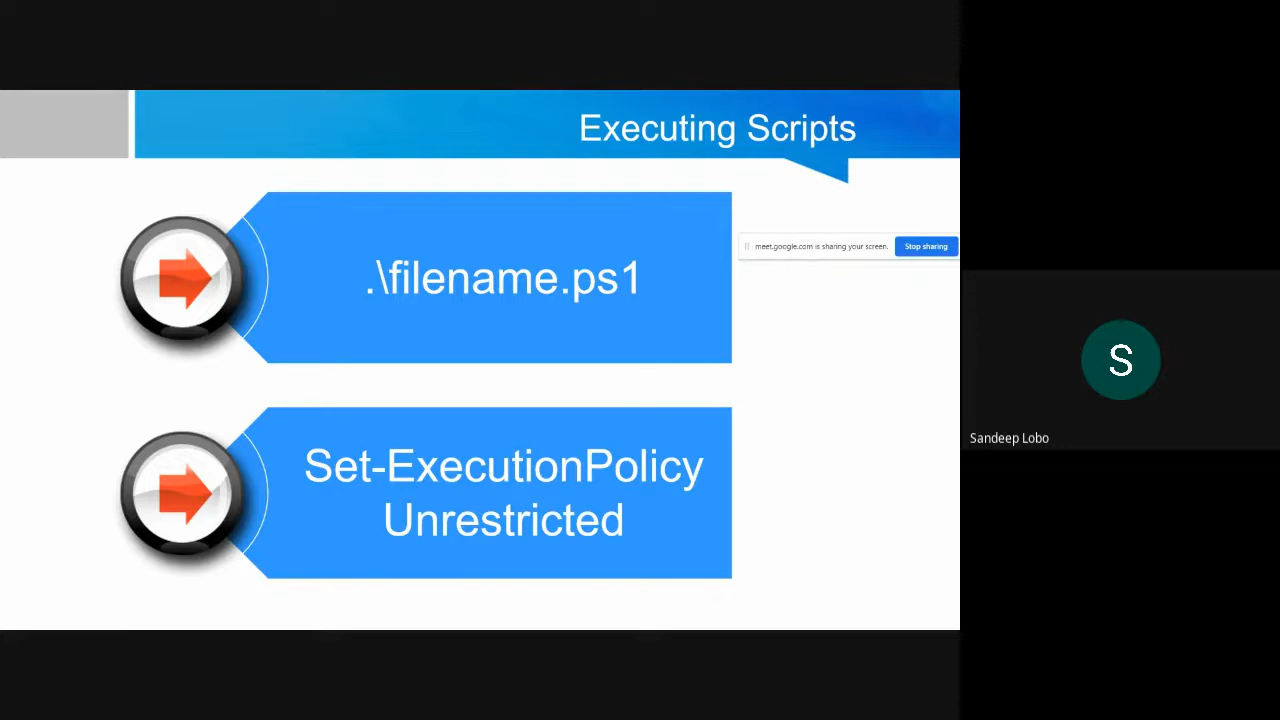 Executing Scripts
meet.google.com is sharing your screen.
Stop sharing
.\filename.ps1
S
Sandeep Lobo
Set-ExecutionPolicy
Unrestricted